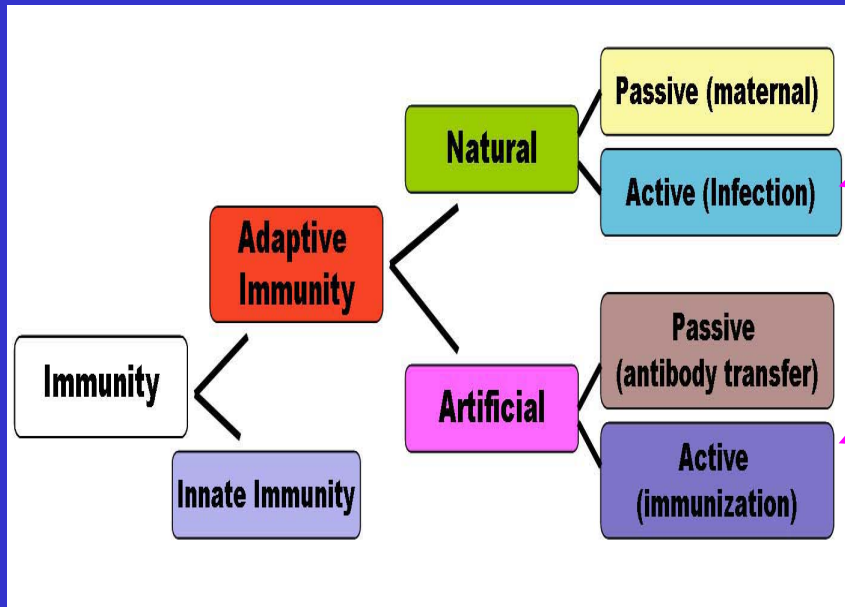 Passive (maternal)
Natural
Active (Infection)
Adaptive
Immunity
Passive
(antibody transfer)
Immunity
Artificial
Active
(immunization)
Innate Immunity